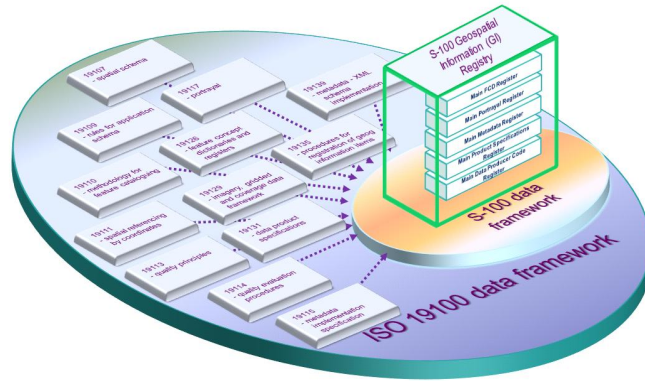 19107
- spatial schema
19117
- portrayal
19139
- metadata - XML
schema
implementation
19109
- rules for application
schema
19126
- feature concept
dictionaries and
registers
19135
- procedures for
registration of geog
information items
19110
- methodology for
feature cataloguing
19129
- imagery, gridded
and coverage data
framework
19111
- spatial referencing
by coordinates
19131
- data product
specifications
19113
- quality principles
19114
- quality evaluation
procedures
19115
- metadata
implementation
specification
S-100 Geospatial
Information (GI)
Registry
Main FCD Register
Main Portrayal Register
Main Metadata Register
Main Product Specifications
Register
Main Data Producer Code
Register
S-100 data
framework
ISO 19100 data framework